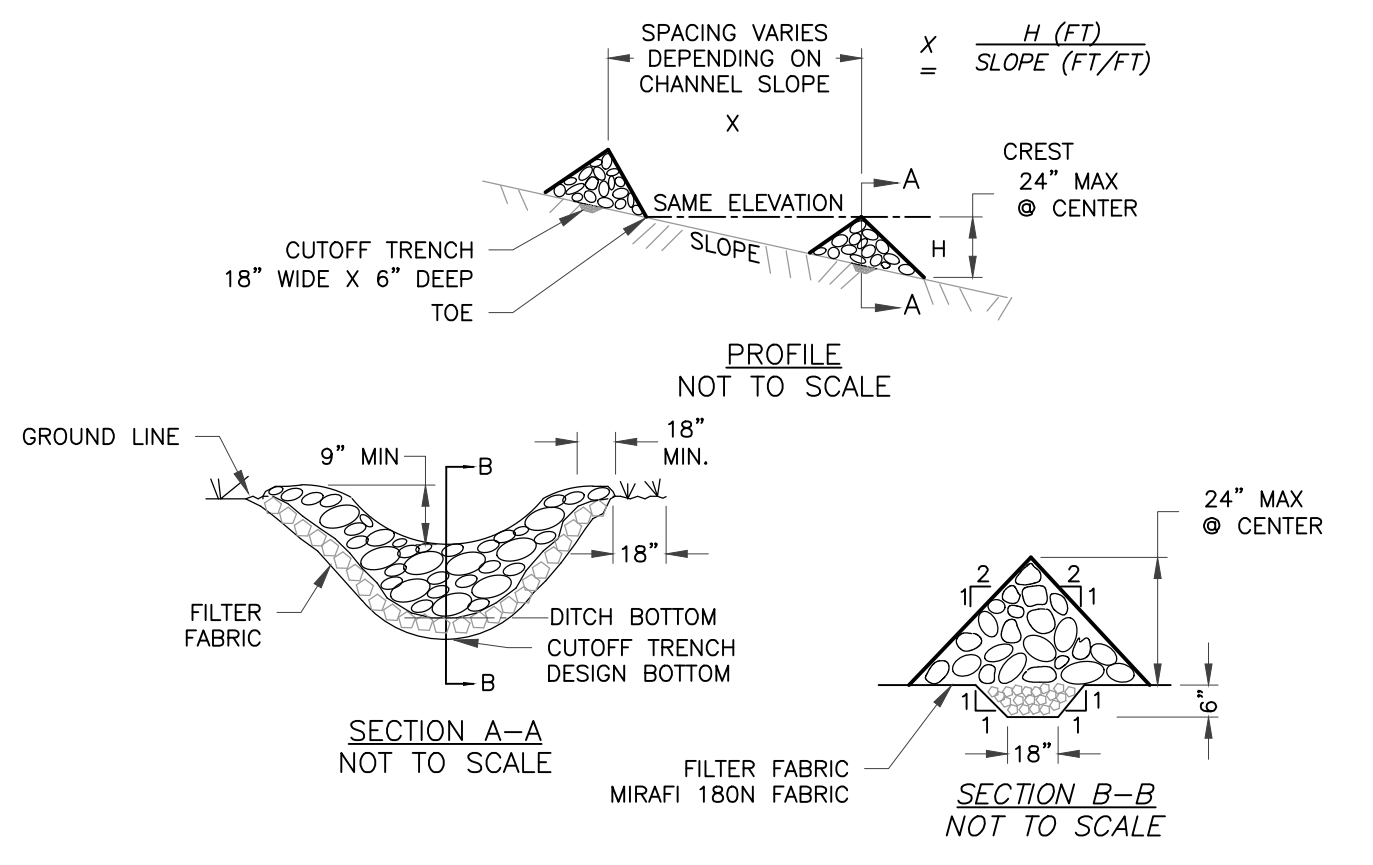 SPACING VARIES
DEPENDING ON
CHANNEL SLOPE
X
X
=
H (FT)
SLOPE (FT/FT)
CREST
24" MAX
@ CENTER
A
SAME ELEVATION
SLOPE
H
A
CUTOFF TRENCH
18" WIDE X 6" DEEP
TOE
PROFILE
NOT TO SCALE
GROUND LINE
9" MIN
B
18"
MIN.
18"
FILTER
FABRIC
DITCH BOTTOM
CUTOFF TRENCH
DESIGN BOTTOM
B
SECTION A-A
NOT TO SCALE
24" MAX
@ CENTER
2
1
2
1
1
1
1
1
6"
18"
FILTER FABRIC
MIRAFI 180N FABRIC
SECTION B-B
NOT TO SCALE